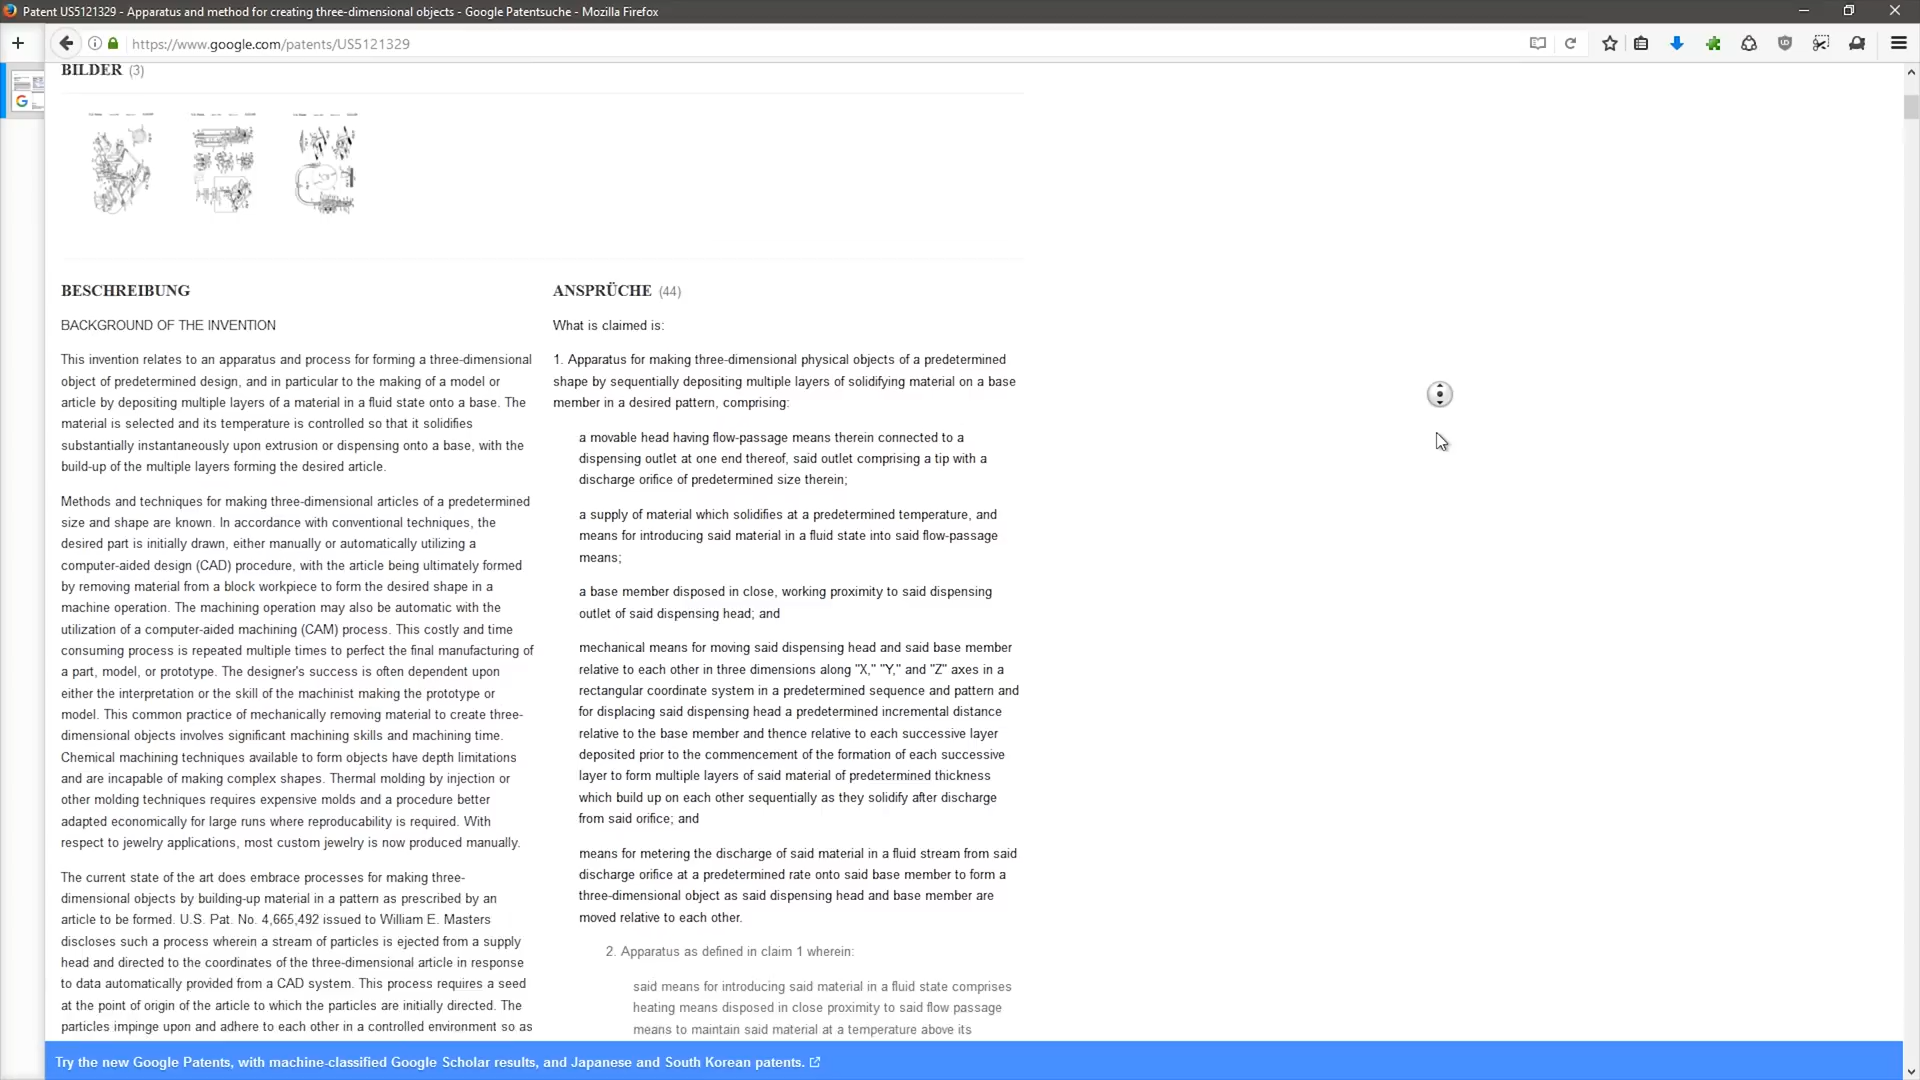 Patent US5121329 - Apparatus and method for creating three-dimensional objects - Google Patentsuche - Mozilla Firefox
https://www.google.com/patents/US5121329
BILDER (3)
BESCHREIBUNG
BACKGROUND OF THE INVENTION
This invention relates to an apparatus and process for forming a three-dimensional
object of predetermined design, and in particular to the making of a model or
article by depositing multiple layers of a material in a fluid state onto a base. The
material is selected and its temperature is controlled so that it solidifies
substantially instantaneously upon extrusion or dispensing onto a base, with the
build-up of the multiple layers forming the desired article.
Methods and techniques for making three-dimensional articles of a predetermined
size and shape are known. In accordance with conventional techniques, the
desired part is initially drawn, either manually or automatically utilizing a
computer-aided design (CAD) procedure, with the article being ultimately formed
by removing material from a block workpiece to form the desired shape in a
machine operation. The machining operation may also be automatic with the
utilization of a computer-aided machining (CAM) process. This costly and time
consuming process is repeated multiple times to perfect the final manufacturing of
a part, model, or prototype. The designer's success is often dependent upon
either the interpretation or the skill of the machinist making the prototype or
model. This common practice of mechanically removing material to create three-
dimensional objects involves significant machining skills and machining time.
Chemical machining techniques available to form objects have depth limitations
and are incapable of making complex shapes. Thermal molding by injection or
other molding techniques requires expensive molds and a procedure better
adapted economically for large runs where reproducability is required. With
respect to jewelry applications, most custom jewelry is now produced manually.
The current state of the art does embrace processes for making three-
dimensional objects by building-up material in a pattern as prescribed by an
article to be formed. U.S. Pat. No. 4,665,492 issued to William E. Masters
discloses such a process wherein a stream of particles is ejected from a supply
head and directed to the coordinates of the three-dimensional article in response
to data automatically provided from a CAD system. This process requires a seed
at the point of origin of the article to which the particles are initially directed. The
particles impinge upon and adhere to each other in a controlled environment so as
ANSPRÜCHE (44)
What is claimed is:
1. Apparatus for making three-dimensional physical objects of a predetermined
shape by sequentially depositing multiple layers of solidifying material on a base
member in a desired pattern, comprising:
a movable head having flow-passage means therein connected to a
dispensing outlet at one end thereof, said outlet comprising a tip with a
discharge orifice of predetermined size therein;
a supply of material which solidifies at a predetermined temperature, and
means for introducing said material in a fluid state into said flow-passage
means;
a base member disposed in close, working proximity to said dispensing
outlet of said dispensing head; and
mechanical means for moving said dispensing head and said base member
relative to each other in three dimensions along "X," "Y," and "Z" axes in a
rectangular coordinate system in a predetermined sequence and pattern and
for displacing said dispensing head a predetermined incremental distance
relative to the base member and thence relative to each successive layer
deposited prior to the commencement of the formation of each successive
layer to form multiple layers of said material of predetermined thickness
which build up on each other sequentially as they solidify after discharge
from said orifice; and
means for metering the discharge of said material in a fluid stream from said
discharge orifice at a predetermined rate onto said base member to form a
three-dimensional object as said dispensing head and base member are
moved relative to each other.
2. Apparatus as defined in claim 1 wherein:
said means for introducing said material in a fluid state comprises
heating means disposed in close proximity to said flow passage
means to maintain said material at a temperature above its
Try the new Google Patents, with machine-classified Google Scholar results, and Japanese and South Korean patents.